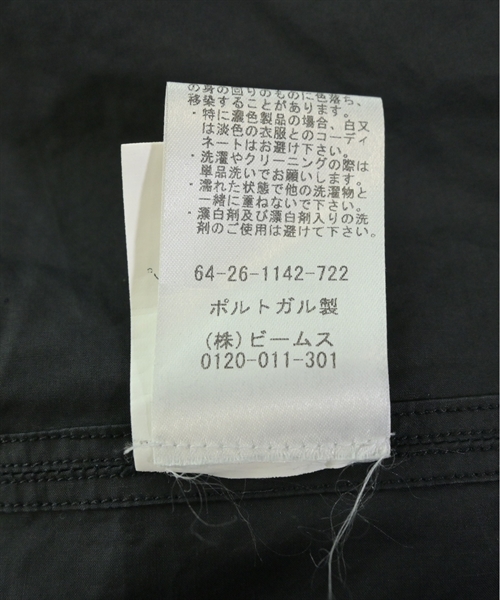 の身の回りのものに色落ち、
移染することがあります。
・特に濃色製品の場合、白又
は淡色の衣服とのコーディ
ネートはお避け下さい。
・洗濯やクリーニングの際は
単品洗いでお願いします。
・濡れた状態で他の洗濯物と
一緒に重ねないで下さい。
・漂白剤及び漂白剤入りの洗
剤のご使用は避けて下さい。
64-26-1142-722
ポルトガル製
(株)ビームス
0120-011-301